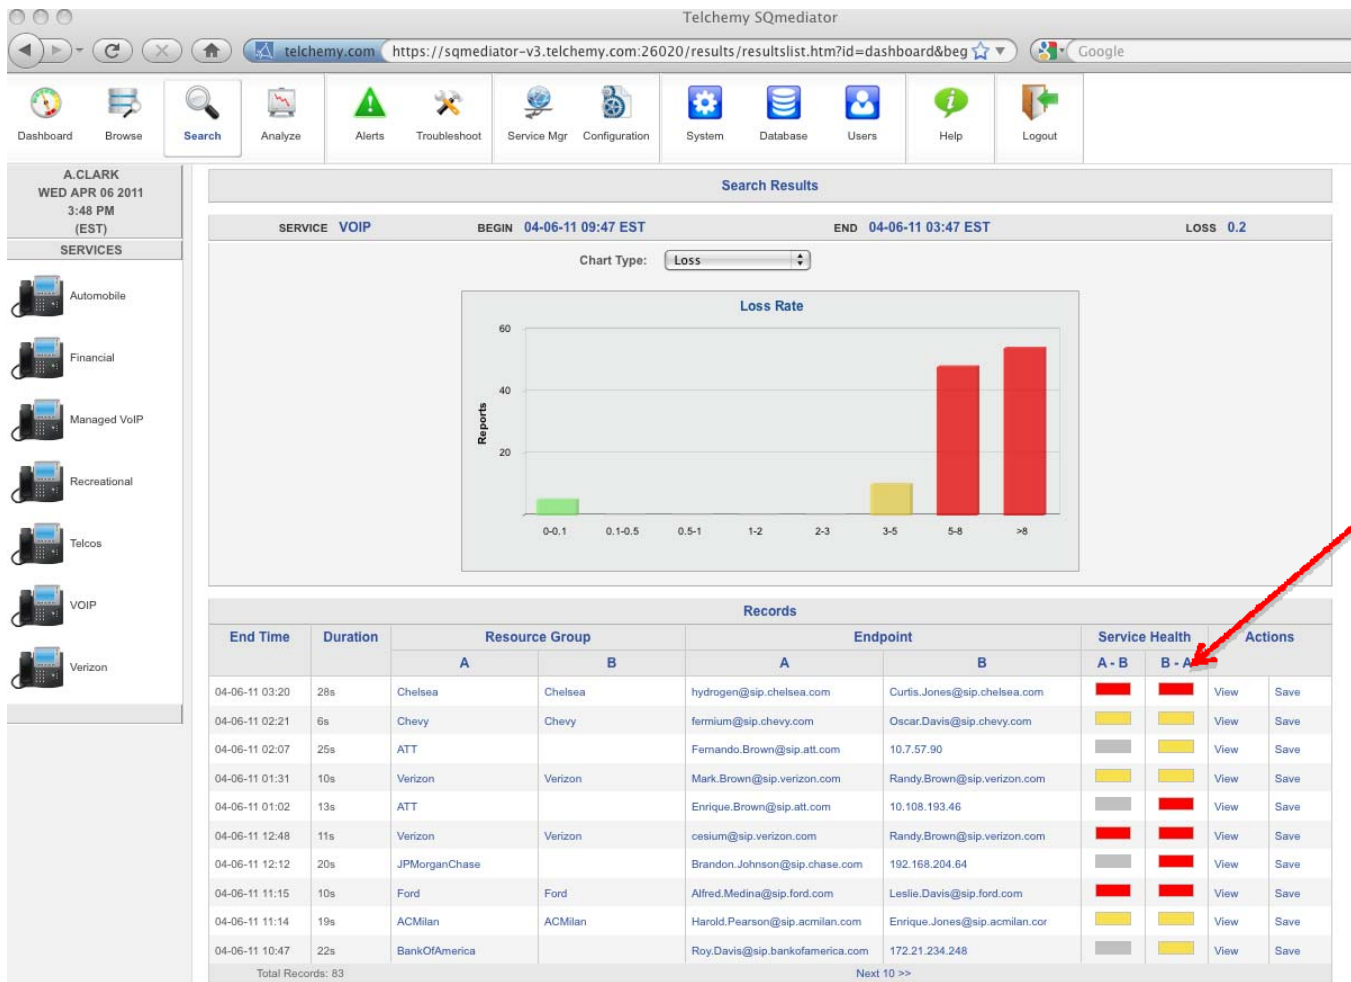 Telchemy SQmediator
telchemy.com https://sqmediator-v3.telchemy.com:26020/results/resultslist.htm?id=dashboard&beg Google
Dashboard Browse Search Analyze Alerts Troubleshoot Service Mgr Configuration System Database Users Help Logout
A.CLARK
WED APR 06 2011
3:48 PM
(EST)
SERVICES
Automobile
Financial
Managed VoIP
Recreational
Telcos
VOIP
Verizon
Search Results
SERVICE VOIP BEGIN 04-06-11 09:47 EST END 04-06-11 03:47 EST LOSS 0.2
Chart Type: Loss
Loss Rate
60
40
20
Reports
0-0.1 0.1-0.5 0.5-1 1-2 2-3 3-5 5-8 >8
Records
End Time Duration Resource Group Endpoint Service Health Actions
A B A B A - B B - A
04-06-11 03:20 28s Chelsea Chelsea hydrogen@sip.chelsea.com Curtis.Jones@sip.chelsea.com View Save
04-06-11 02:21 6s Chevy Chevy fermium@sip.chevy.com Oscar.Davis@sip.chevy.com View Save
04-06-11 02:07 25s ATT Fernando.Brown@sip.att.com 10.7.57.90 View Save
04-06-11 01:31 10s Verizon Verizon Mark.Brown@sip.verizon.com Randy.Brown@sip.verizon.com View Save
04-06-11 01:02 13s ATT Enrique.Brown@sip.att.com 10.108.193.46 View Save
04-06-11 12:48 11s Verizon Verizon cesium@sip.verizon.com Randy.Brown@sip.verizon.com View Save
04-06-11 12:12 20s JPMorganChase Brandon.Johnson@sip.chase.com 192.168.204.64 View Save
04-06-11 11:15 10s Ford Ford Alfred.Medina@sip.ford.com Leslie.Davis@sip.ford.com View Save
04-06-11 11:14 19s ACMilan ACMilan Harold.Pearson@sip.acmilan.com Enrique.Jones@sip.acmilan.cor View Save
04-06-11 10:47 22s BankOfAmerica Roy.Davis@sip.bankofamerica.com 172.21.234.248 View Save
Total Records: 83 Next 10 >>